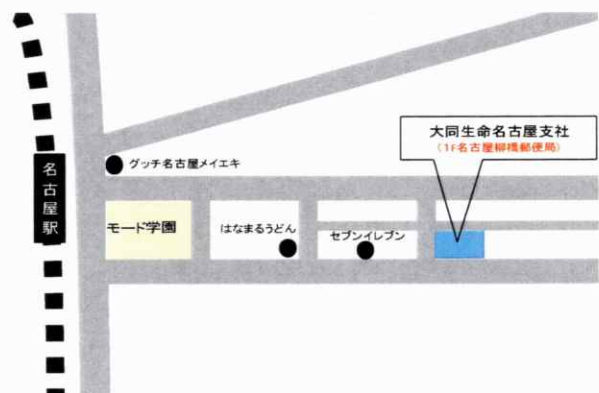 大同生命名古屋支社
(1F名古屋柳橋郵便局)
グッチ名古屋メイエキ
名古屋駅
モード学園
はなまるうどん
セブンイレブン